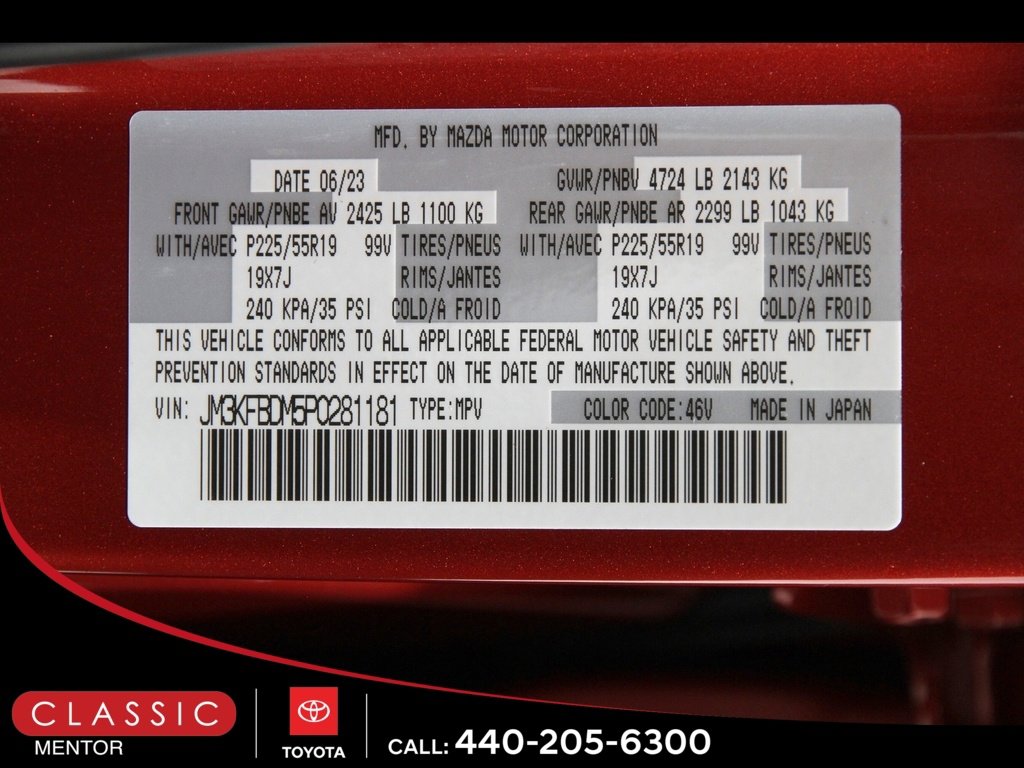 MFD. BY MAZDA MOTOR CORPORATION
DATE 06/23 GVWR/PNBV 4724 LB 2143 KG
FRONT GAWR/PNBE AV 2425 LB 1100 KG REAR GAWR/PNBE AR 2299 LB 1043 KG
WITH/AVEC P225/55R19 99V TIRES/PNEUS WITH/AVEC P225/55R19 99V TIRES/PNEUS
19X7J RIMS/JANTES 19X7J RIMS/JANTES
240 KPA/35 PSI COLD/A FROID 240 KPA/35 PSI COLD/A FROID
THIS VEHICLE CONFORMS TO ALL APPLICABLE FEDERAL MOTOR VEHICLE SAFETY AND THEFT
PREVENTION STANDARDS IN EFFECT ON THE DATE OF MANUFACTURE SHOWN ABOVE.
VIN: JM3KFBDM5P0281181 TYPE:MPV COLOR CODE:46V MADE IN JAPAN
CLASSIC
MENTOR
TOYOTA
CALL: 440-205-6300